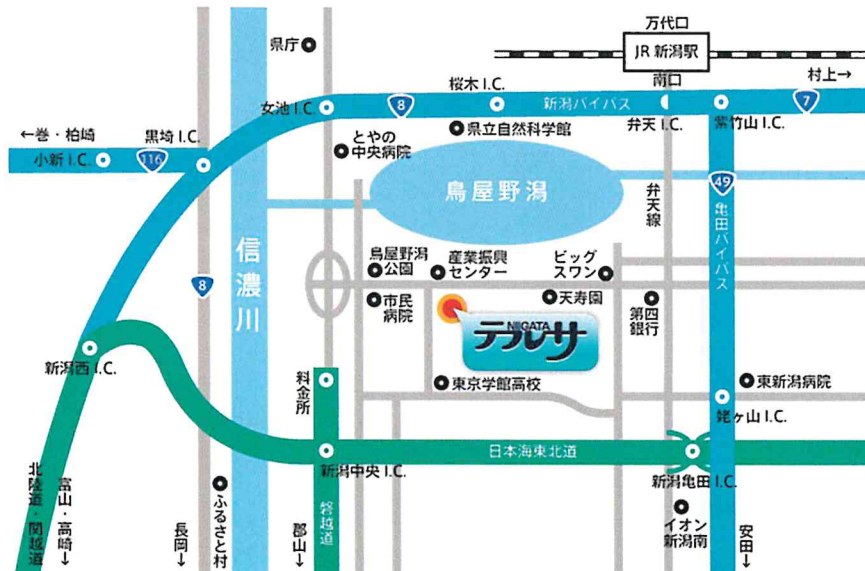 万代口
JR 新潟駅
南口
村上→
県庁
桜木 I.C.
女池 I.C.
8
新潟バイパス
7
弁天 I.C.
紫竹山 I.C.
←巻・柏崎
黒埼 I.C.
小新 I.C.
116
とやの
中央病院
県立自然科学館
鳥屋野潟
弁天線
49
亀田バイパス
信濃川
8
鳥屋野潟
公園
産業振興
センター
ビッグ
スワン
市民
病院
天寿園
第四
銀行
NIIGATA
テルサ
新潟西 I.C.
料金所
東京学館高校
東新潟病院
姥ヶ山 I.C.
日本海東北道
新潟中央 I.C.
新潟亀田 I.C.
北陸道・関越道
富山・高崎→
長岡→
ふるさと村
郡山→
磐越道
イオン
新潟南
安田→